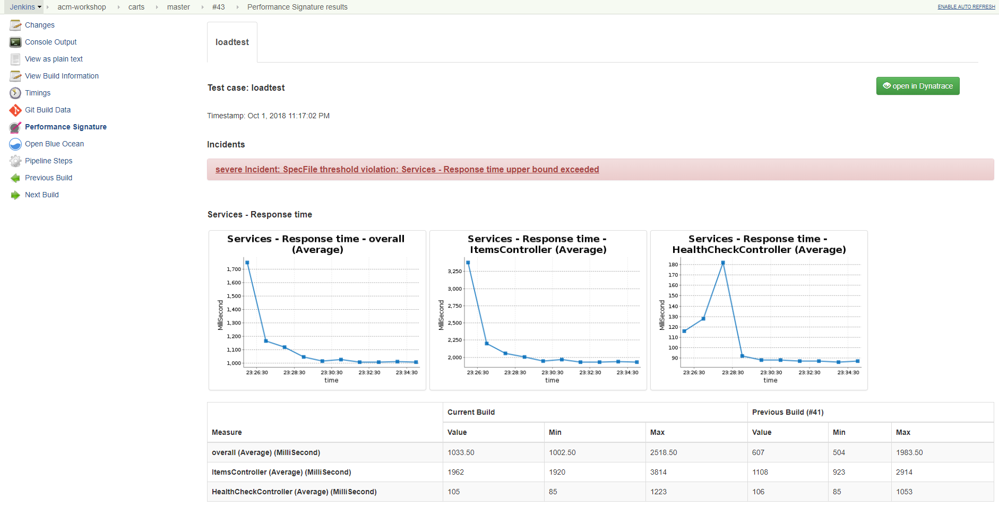 Jenkins acm-workshop carts master #43 Performance Signature results ENABLE AUTO REFRESH
Changes
Console Output
View as plain text
View Build Information
Timings
Git Build Data
Performance Signature
Open Blue Ocean
Pipeline Steps
Previous Build
Next Build
loadtest
Test case: loadtest
open in Dynatrace
Timestamp: Oct 1, 2018 11:17:02 PM
Incidents
severe Incident: SpecFile threshold violation: Services - Response time upper bound exceeded
Services - Response time
Services - Response time - overall
(Average)
MilliSecond
1,700
1,600
1,500
1,400
1,300
1,200
1,100
1,000
23:26:30 23:28:30 23:30:30 23:32:30 23:34:30
time
Services - Response time -
ItemsController (Average)
MilliSecond
3,250
3,000
2,750
2,500
2,250
2,000
23:26:30 23:28:30 23:30:30 23:32:30 23:34:30
time
Services - Response time -
HealthCheckController (Average)
MilliSecond
180
170
160
150
140
130
120
110
100
90
23:26:30 23:28:30 23:30:30 23:32:30 23:34:30
time
Current Build Previous Build (#41)
Measure Value Min Max Value Min Max
overall (Average) (MilliSecond) 1033.50 1002.50 2518.50 607 504 1983.50
ItemsController (Average) (MilliSecond) 1962 1920 3814 1108 923 2914
HealthCheckController (Average) (MilliSecond) 105 85 1223 106 85 1053